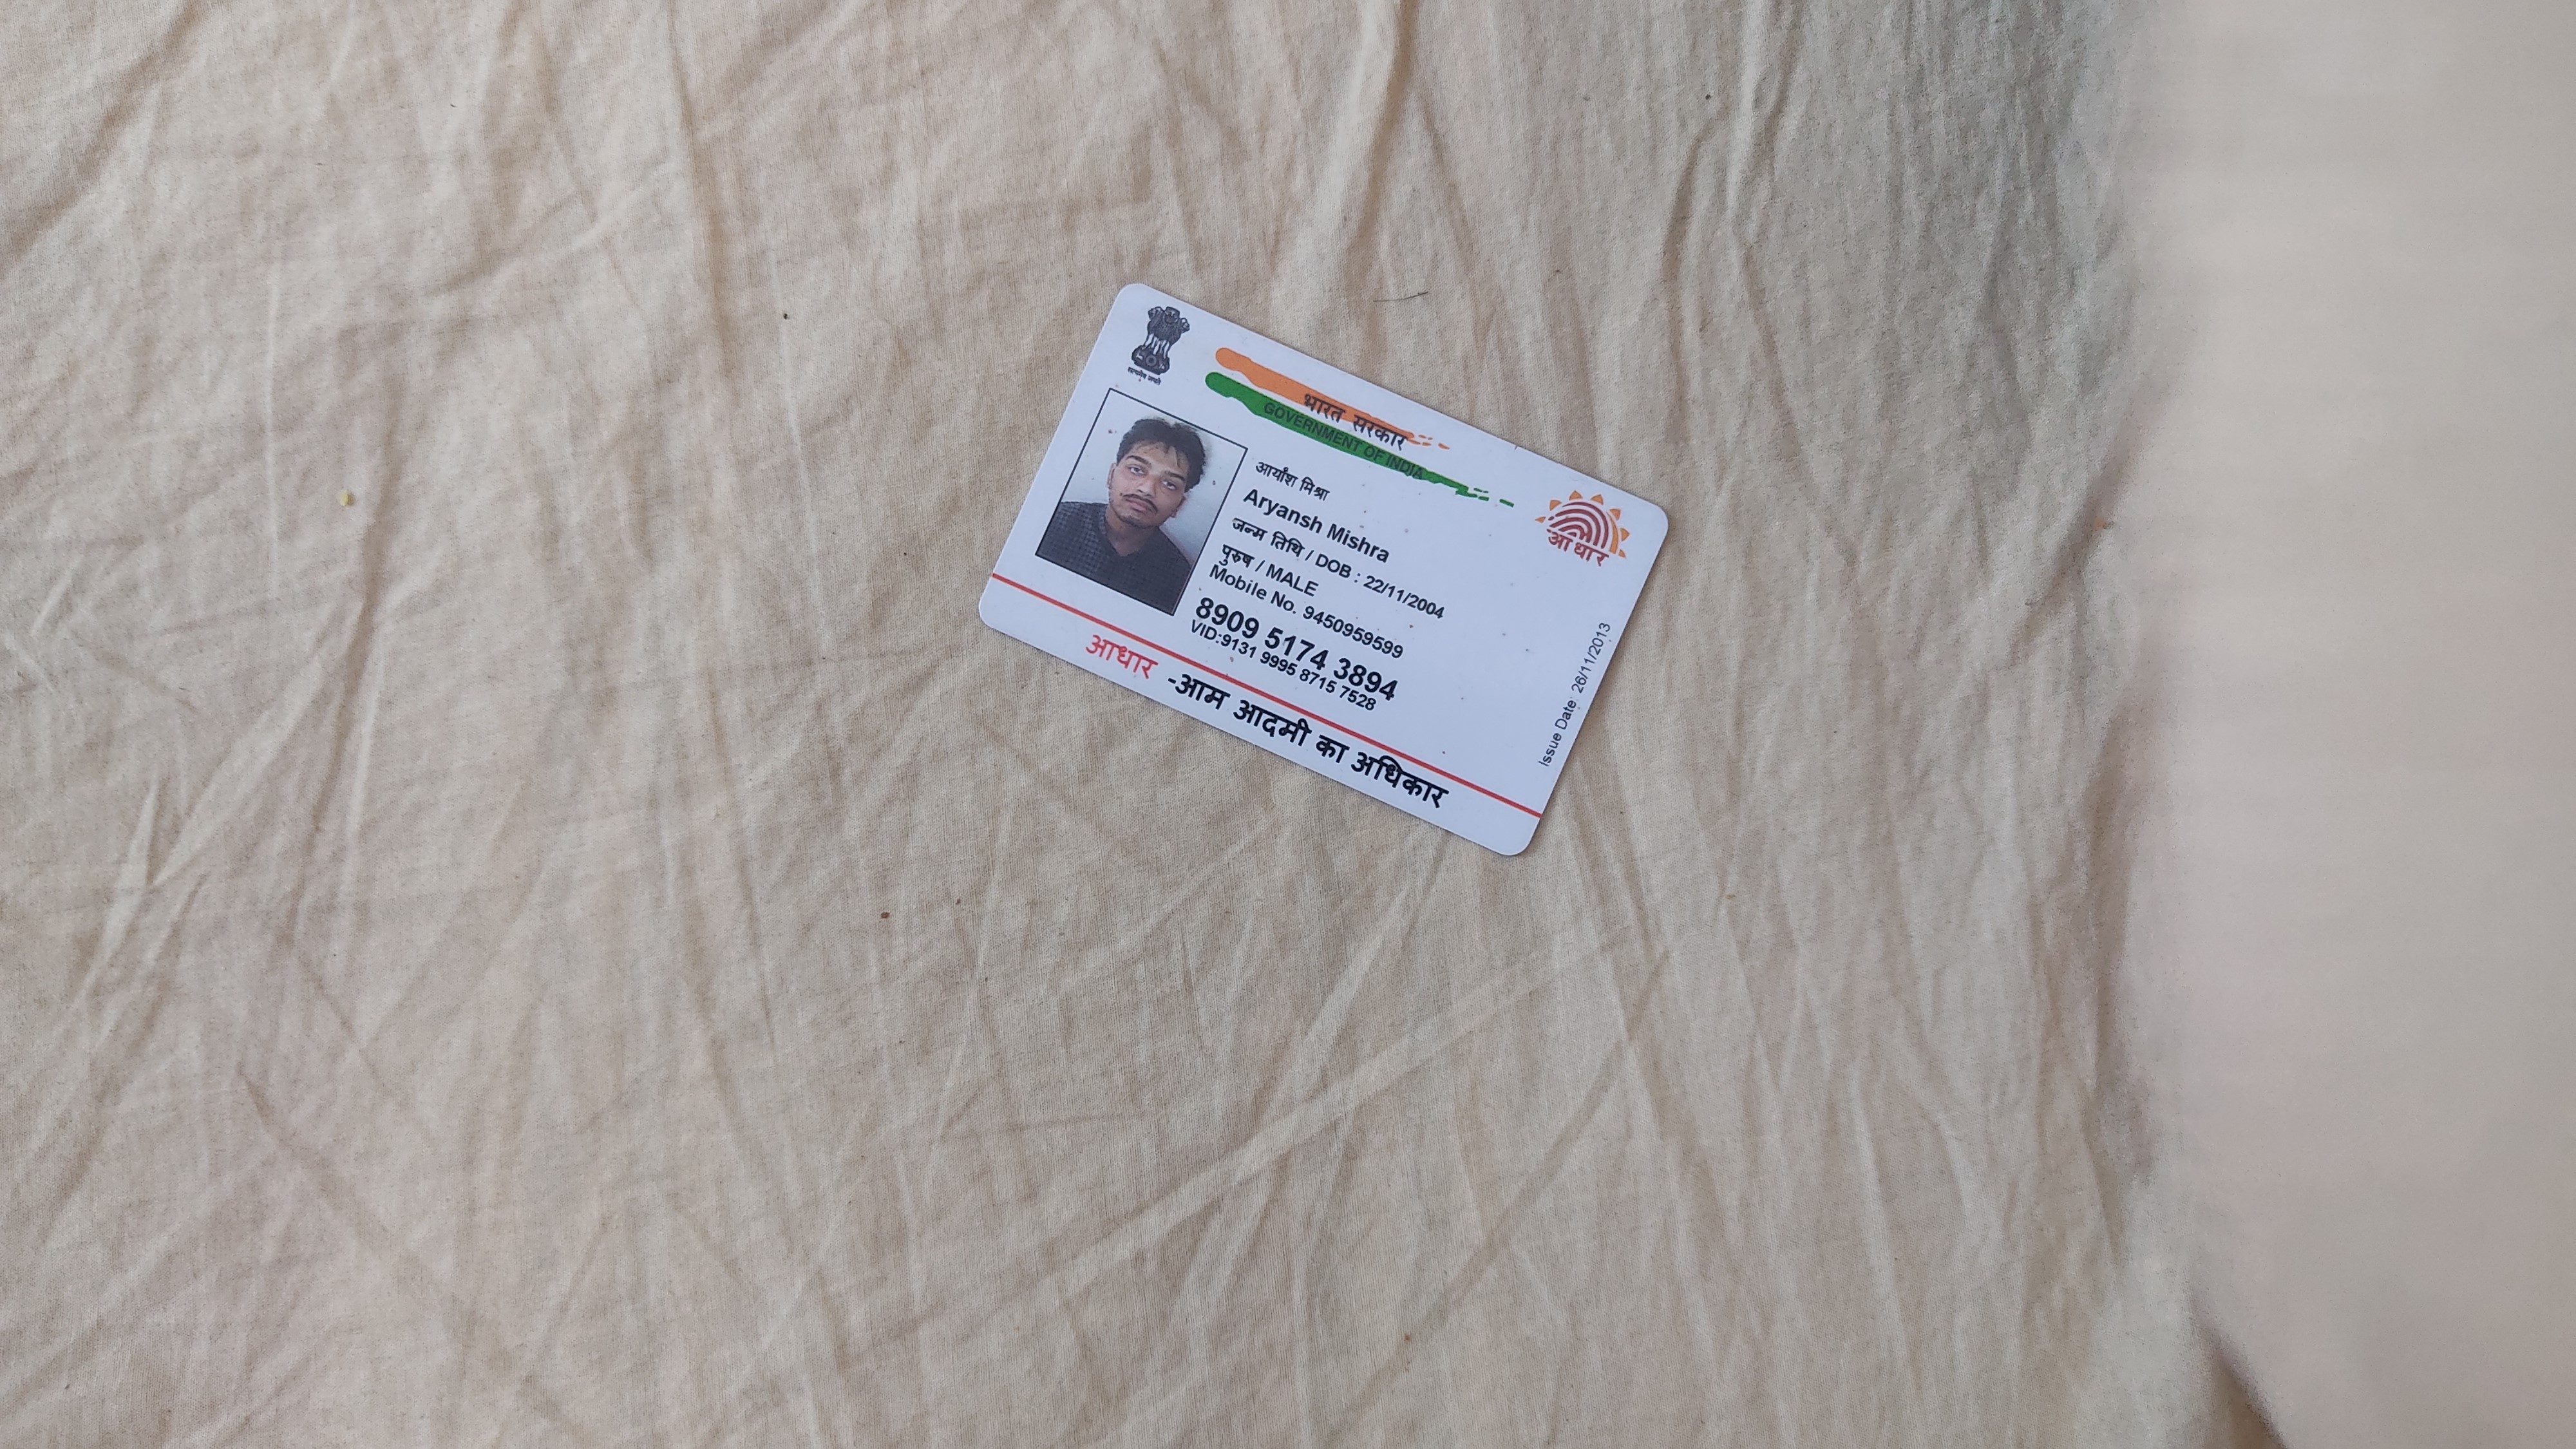 सत्यमेव जयते
भारत सरकार
GOVERNMENT OF INDIA
आर्यांश मिश्रा
Aryansh Mishra
जन्म तिथि / DOB : 22/11/2004
पुरुष / MALE
Mobile No. 9450959599
8909 5174 3894
VID:9131 9995 8715 7528
आधार
Issue Date: 26/11/2013
आधार -आम आदमी का अधिकार